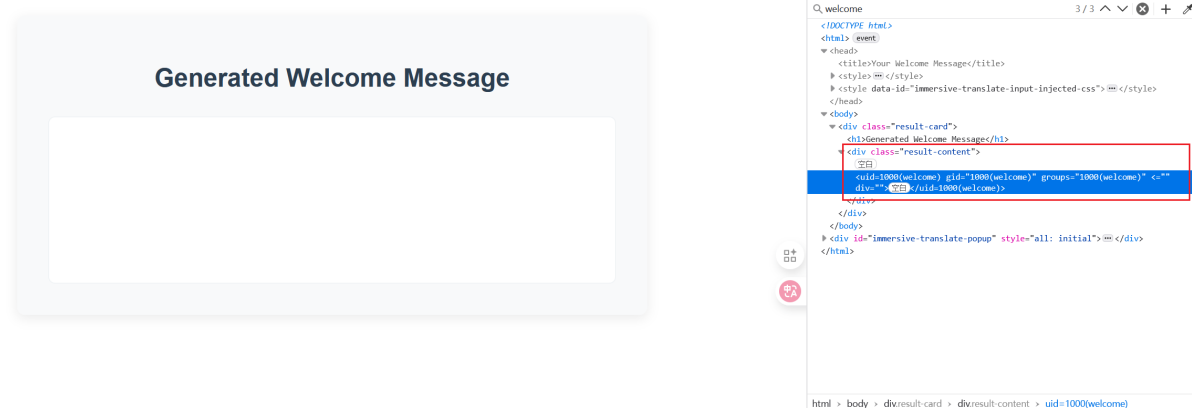 Generated Welcome Message
中A
welcome
3 / 3
<!DOCTYPE html>
<html> event
<head>
<title>Your Welcome Message</title>
<style> ··· </style>
<style data-id="immersive-translate-input-injected-css"> ··· </style>
</head>
<body>
<div class="result-card">
<h1>Generated Welcome Message</h1>
<div class="result-content">
空白
<uid=1000(welcome) gid="1000(welcome)" groups="1000(welcome)" <=""
div=""> 空白 </uid=1000(welcome)>
</div>
</div>
</body>
<div id="immersive-translate-popup" style="all: initial"> ··· </div>
</html>
html > body > div.result-card > div.result-content > uid=1000(welcome)